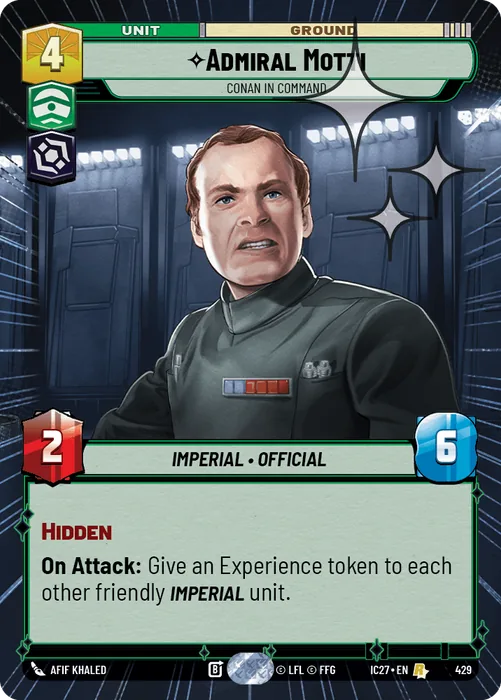 UNIT
GROUND
4
Admiral Motti
Conan in Command
2
6
IMPERIAL • OFFICIAL
HIDDEN
On Attack: Give an Experience token to each
other friendly IMPERIAL unit.
AFIF KHALED
B
© LFL © FFG
IC27 • EN
R
429